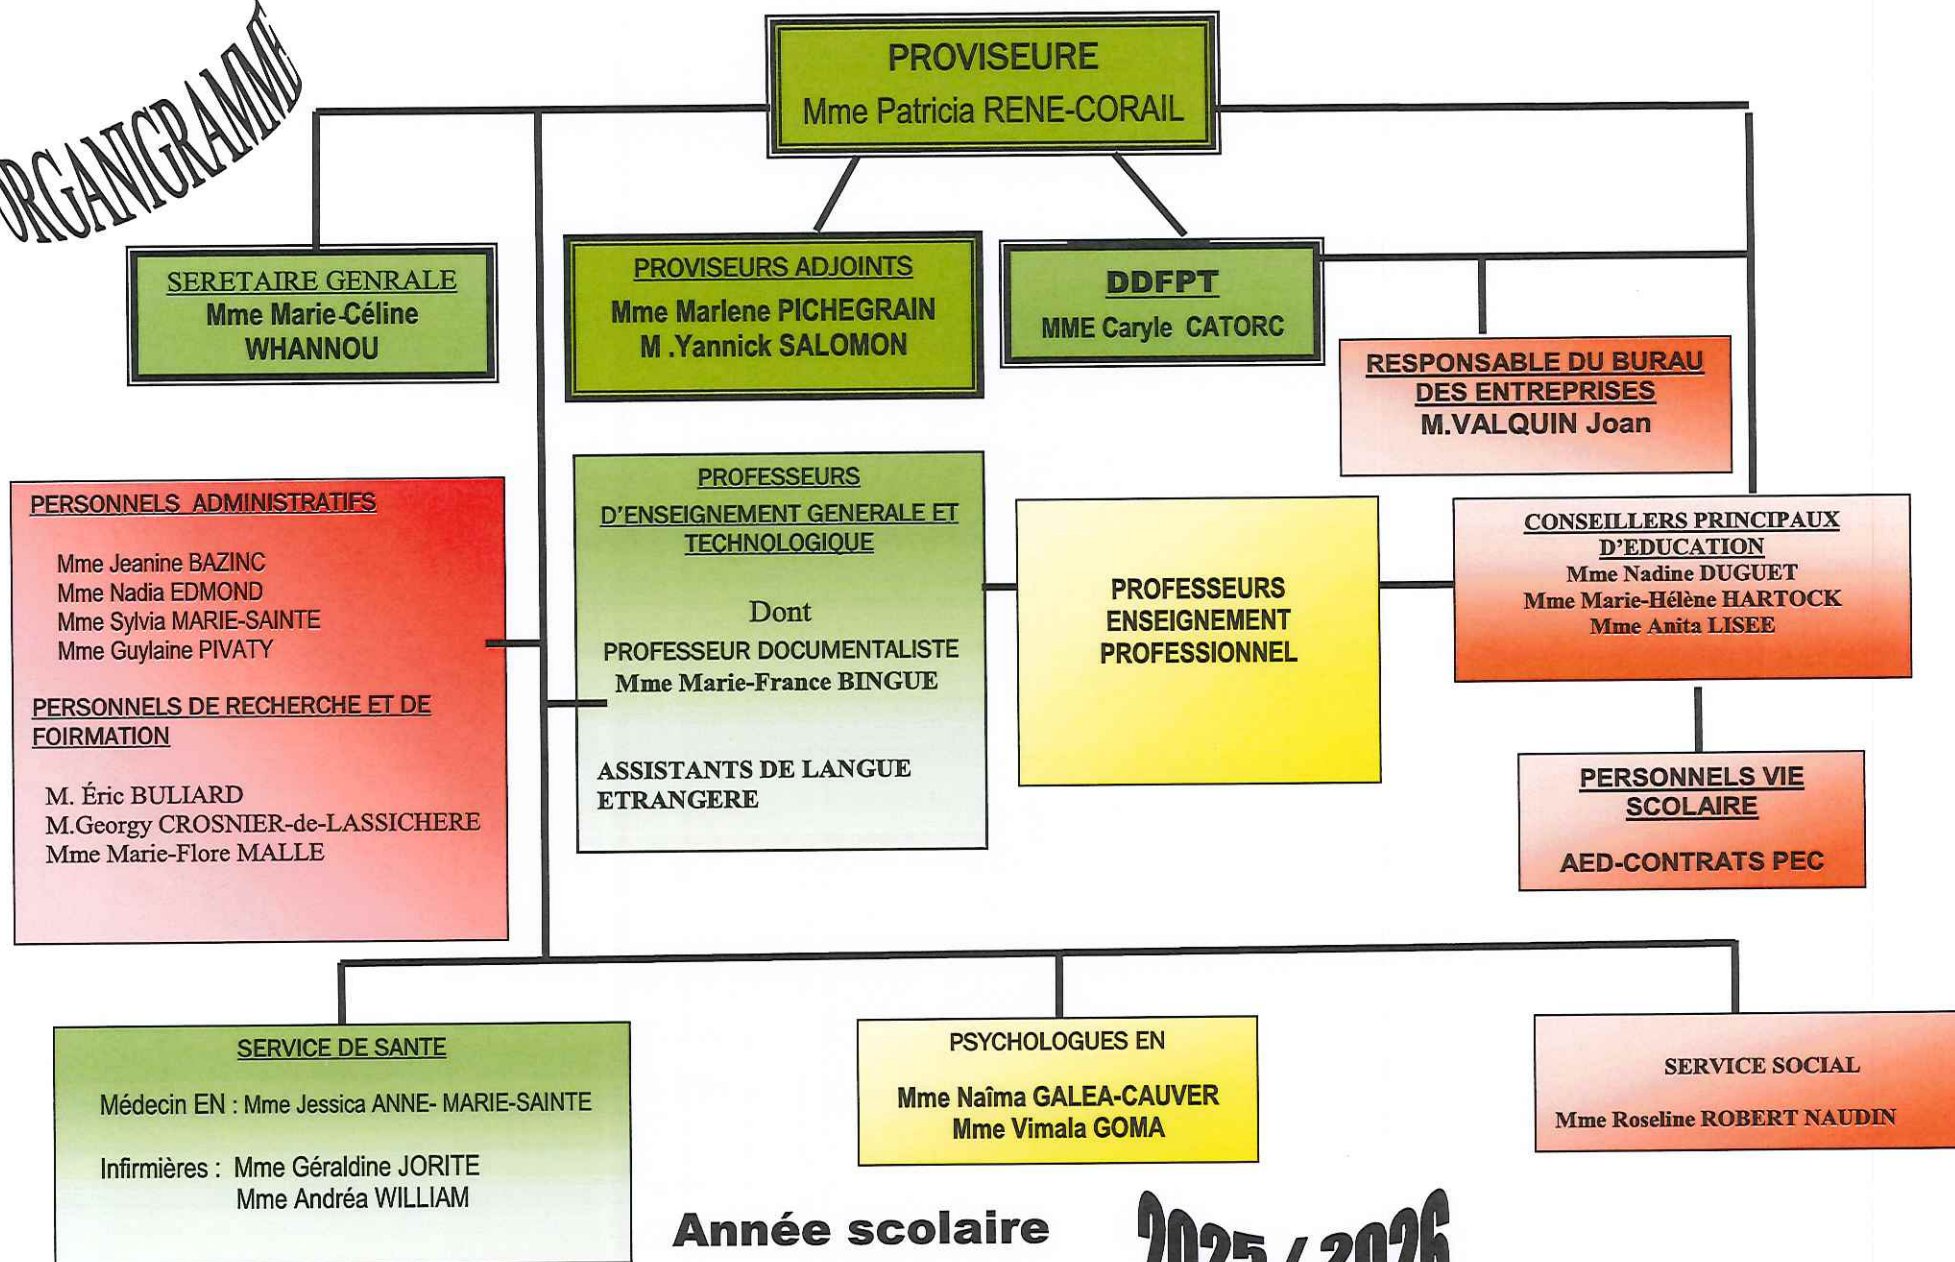 ORGANIGRAMME
PROVISEURE
Mme Patricia RENE-CORAIL
SERETAIRE GENRALE
Mme Marie-Céline
WHANNOU
PROVISEURS ADJOINTS
Mme Marlene PICHEGRAIN
M .Yannick SALOMON
DDFPT
MME Caryle CATORC
RESPONSABLE DU BURAU
DES ENTREPRISES
M.VALQUIN Joan
PERSONNELS ADMINISTRATIFS
Mme Jeanine BAZINC
Mme Nadia EDMOND
Mme Sylvia MARIE-SAINTE
Mme Guylaine PIVATY
PERSONNELS DE RECHERCHE ET DE
FOIRMATION
M. Éric BULIARD
M.Georgy CROSNIER-de-LASSICHERE
Mme Marie-Flore MALLE
PROFESSEURS
D'ENSEIGNEMENT GENERALE ET
TECHNOLOGIQUE
Dont
PROFESSEUR DOCUMENTALISTE
Mme Marie-France BINGUE
ASSISTANTS DE LANGUE
ETRANGERE
PROFESSEURS
ENSEIGNEMENT
PROFESSIONNEL
CONSEILLERS PRINCIPAUX
D'EDUCATION
Mme Nadine DUGUET
Mme Marie-Hélène HARTOCK
Mme Anita LISEE
PERSONNELS VIE
SCOLAIRE
AED-CONTRATS PEC
SERVICE DE SANTE
Médecin EN : Mme Jessica ANNE- MARIE-SAINTE
Infirmières : Mme Géraldine JORITE
Mme Andréa WILLIAM
PSYCHOLOGUES EN
Mme Naîma GALEA-CAUVER
Mme Vimala GOMA
SERVICE SOCIAL
Mme Roseline ROBERT NAUDIN
Année scolaire
2025 / 2026